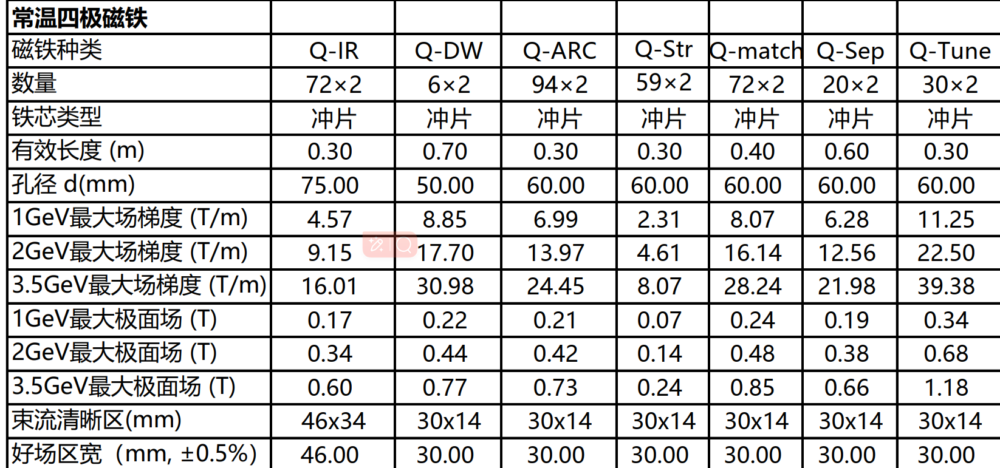 常温四极磁铁
磁铁种类 Q-IR Q-DW Q-ARC Q-Str Q-match Q-Sep Q-Tune
数量 72×2 6×2 94×2 59×2 72×2 20×2 30×2
铁芯类型 冲片 冲片 冲片 冲片 冲片 冲片 冲片
有效长度 (m) 0.30 0.70 0.30 0.30 0.40 0.60 0.30
孔径 d(mm) 75.00 50.00 60.00 60.00 60.00 60.00 60.00
1GeV最大场梯度 (T/m) 4.57 8.85 6.99 2.31 8.07 6.28 11.25
2GeV最大场梯度 (T/m) 9.15 17.70 13.97 4.61 16.14 12.56 22.50
3.5GeV最大场梯度 (T/m) 16.01 30.98 24.45 8.07 28.24 21.98 39.38
1GeV最大极面场 (T) 0.17 0.22 0.21 0.07 0.24 0.19 0.34
2GeV最大极面场 (T) 0.34 0.44 0.42 0.14 0.48 0.38 0.68
3.5GeV最大极面场 (T) 0.60 0.77 0.73 0.24 0.85 0.66 1.18
束流清晰区(mm) 46x34 30x14 30x14 30x14 30x14 30x14 30x14
好场区宽（mm, ±0.5%） 46.00 30.00 30.00 30.00 30.00 30.00 30.00